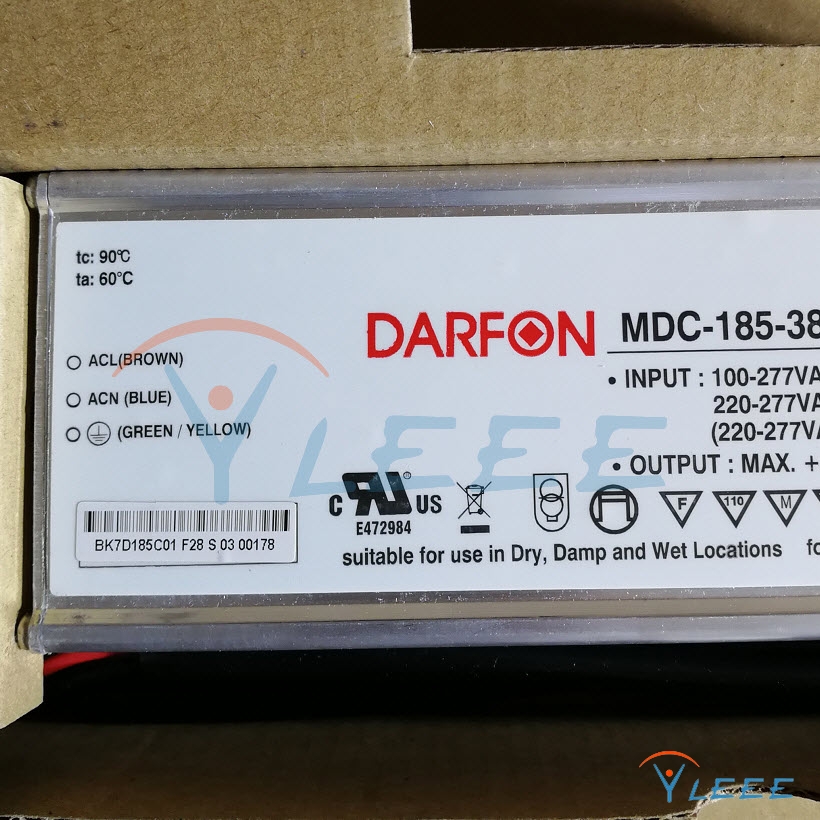 tc: 90℃
ta: 60°C
DARFON MDC-185-38
ACL(BROWN)
ACN (BLUE)
(GREEN / YELLOW)
• INPUT : 100-277VA
220-277VA
(220-277VA
• OUTPUT : MAX. +
c RU US
E472984
F 110 M
suitable for use in Dry, Damp and Wet Locations fo
BK7D185C01 F28 S 03 00178
YLEEE
YLEEE